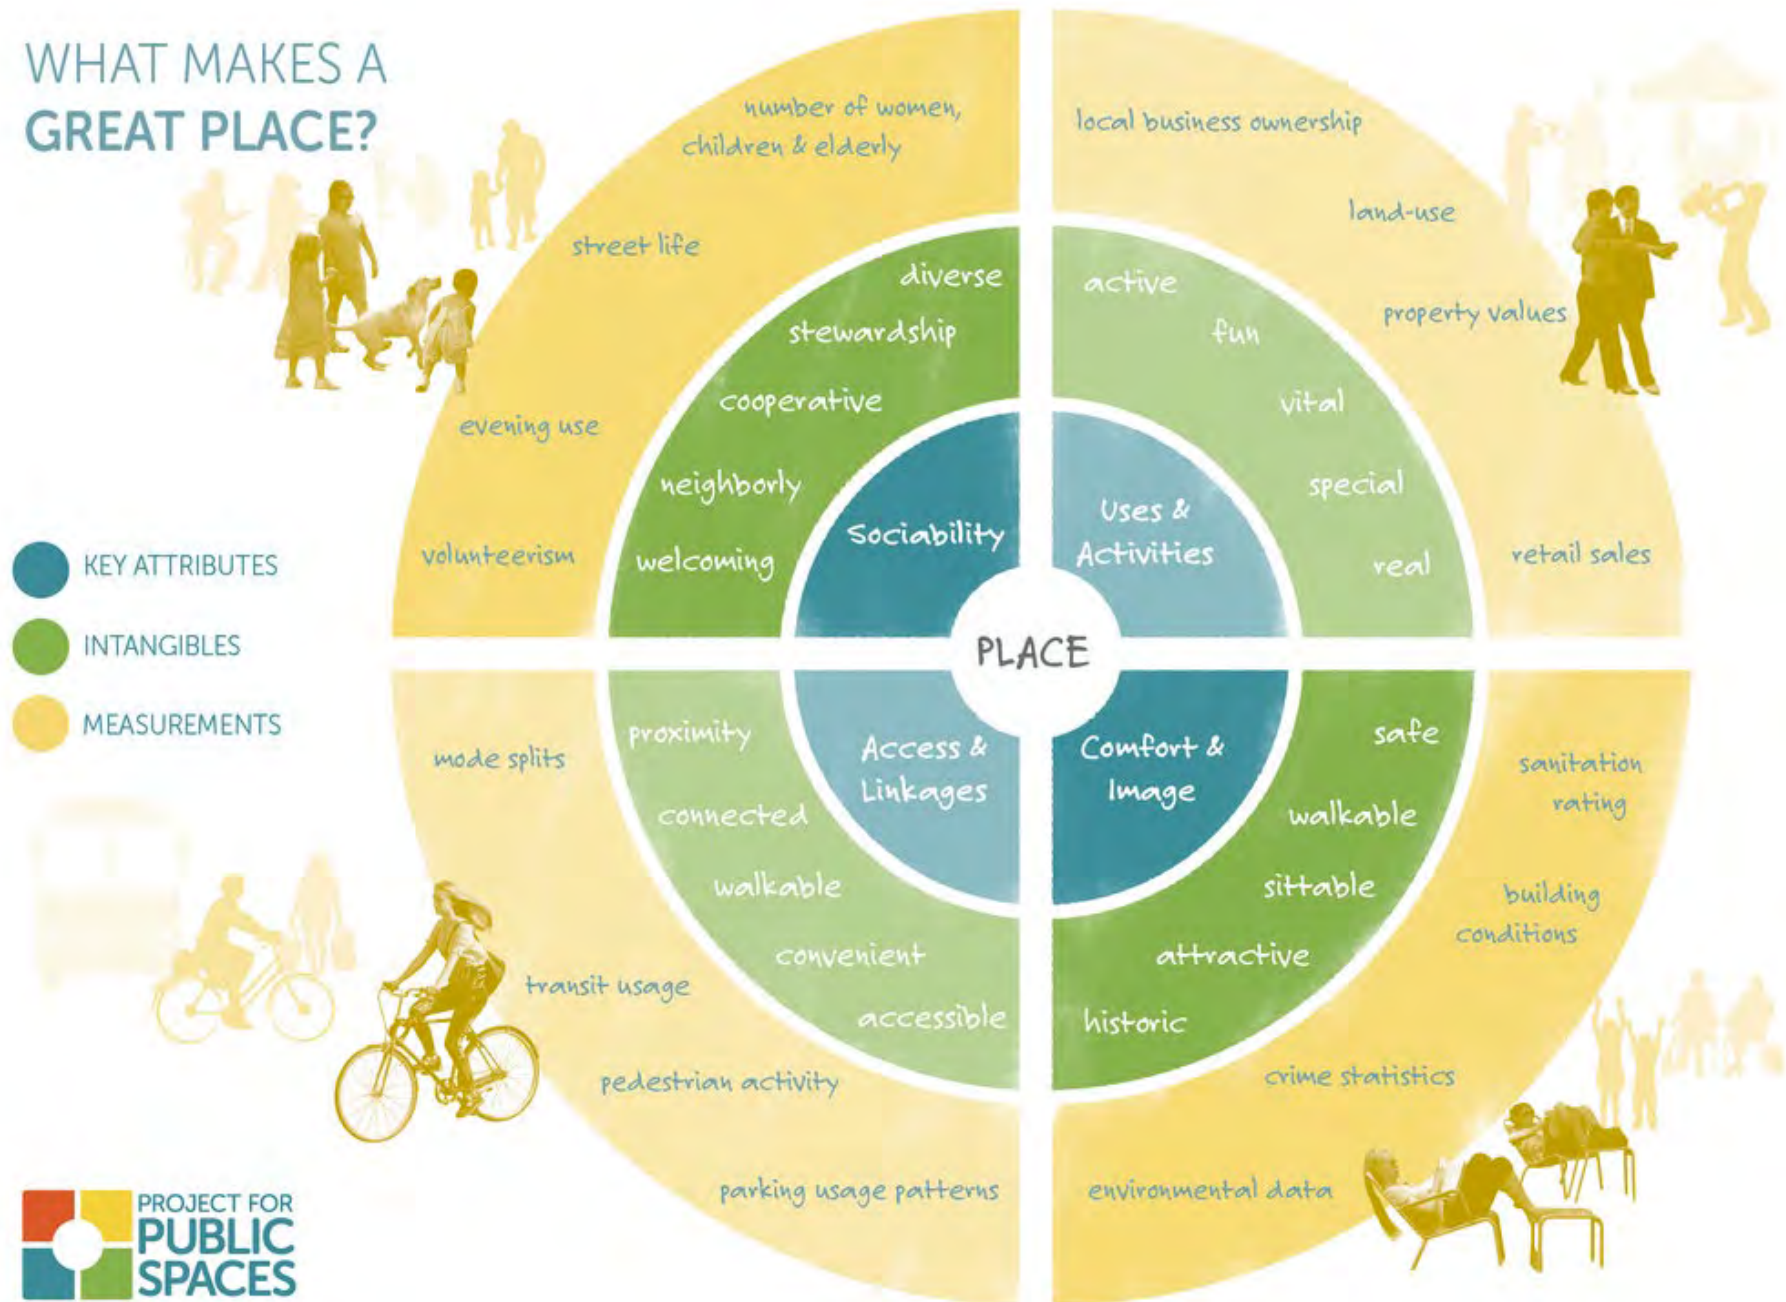 WHAT MAKES A
GREAT PLACE?
number of women,
children & elderly
street life
evening use
volunteerism
diverse
stewardship
cooperative
neighborly
welcoming
Sociability
local business ownership
land-use
property values
retail sales
active
fun
vital
special
real
Uses &
Activities
PLACE
KEY ATTRIBUTES
INTANGIBLES
MEASUREMENTS
Access &
Linkages
proximity
connected
walkable
convenient
accessible
mode splits
transit usage
pedestrian activity
parking usage patterns
Comfort &
Image
safe
walkable
sittable
attractive
historic
sanitation
rating
building
conditions
crime statistics
environmental data
PROJECT FOR
PUBLIC
SPACES